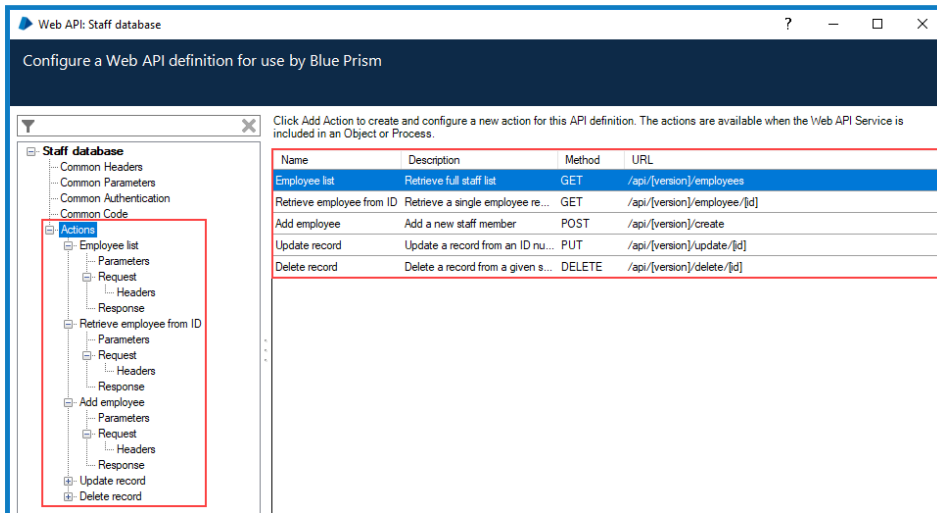 Web API: Staff database
Configure a Web API definition for use by Blue Prism
Click Add Action to create and configure a new action for this API definition. The actions are available when the Web API Service is
included in an Object or Process.
Staff database
Common Headers
Common Parameters
Common Authentication
Common Code
Actions
Employee list
Parameters
Request
Headers
Response
Retrieve employee from ID
Parameters
Request
Headers
Response
Add employee
Parameters
Request
Headers
Response
Update record
Delete record
Name Description Method URL
Employee list Retrieve full staff list GET /api/[version]/employees
Retrieve employee from ID Retrieve a single employee re... GET /api/[version]/employee/[id]
Add employee Add a new staff member POST /api/[version]/create
Update record Update a record from an ID nu... PUT /api/[version]/update/[id]
Delete record Delete a record from a given s... DELETE /api/[version]/delete/[id]